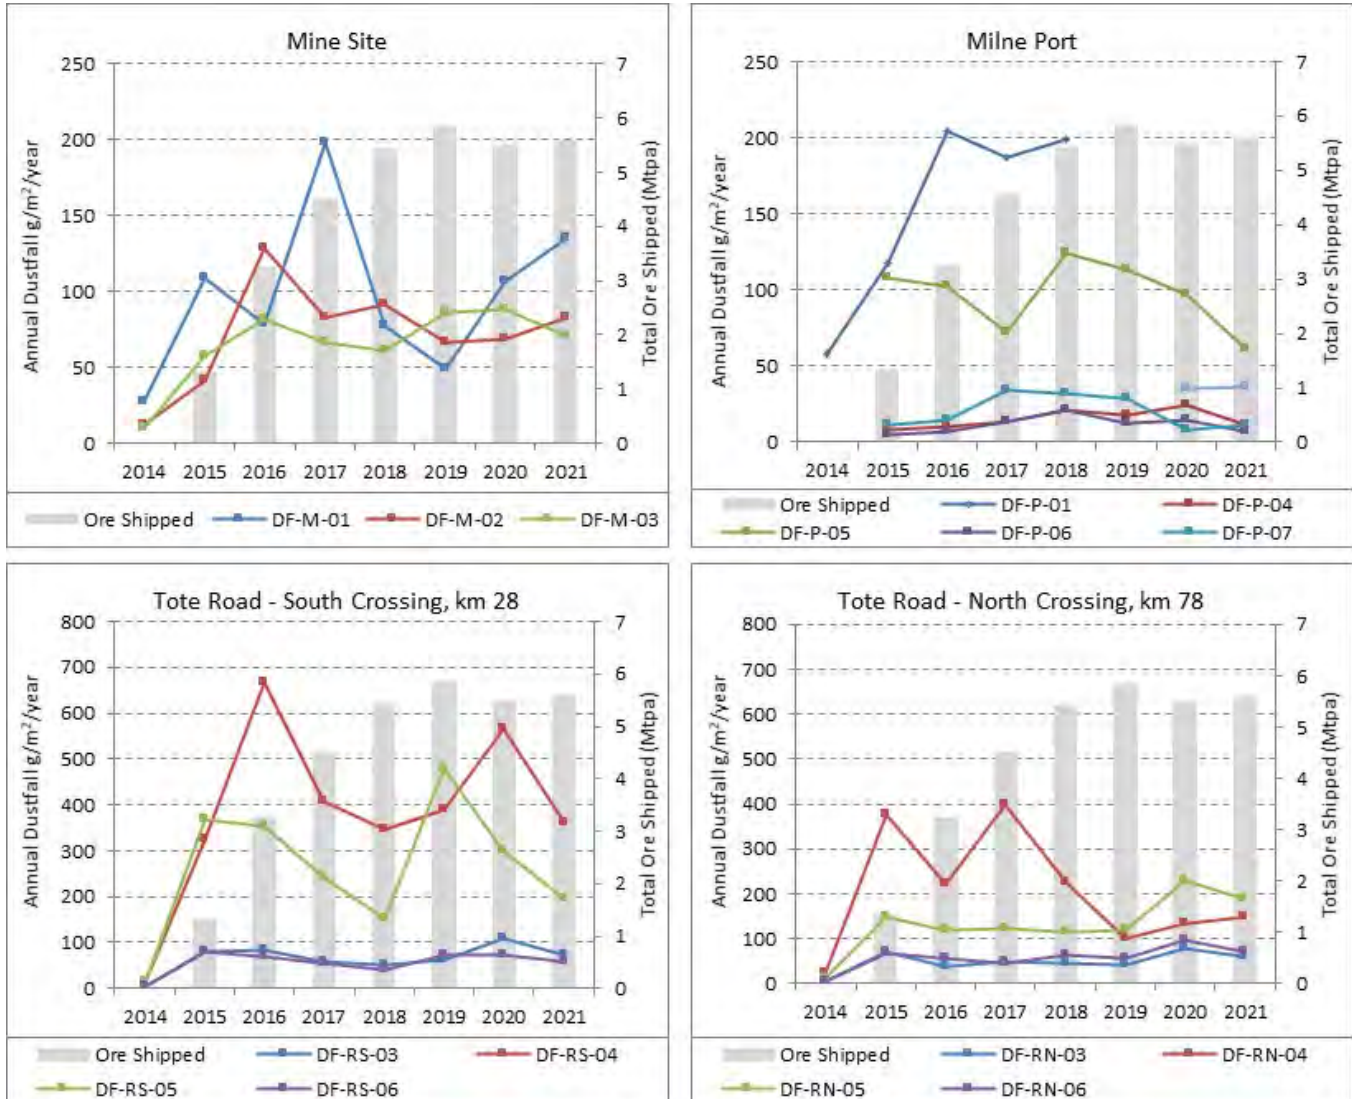 Mine Site
Annual Dustfall g/m²/year
250
200
150
100
50
0
7
6
5
4
3
2
1
0
Total Ore Shipped (Mtpa)
2014 2015 2016 2017 2018 2019 2020 2021
Ore Shipped DF-M-01 DF-M-02 DF-M-03
Milne Port
Annual Dustfall g/m²/year
250
200
150
100
50
0
7
6
5
4
3
2
1
0
Total Ore Shipped (Mtpa)
2014 2015 2016 2017 2018 2019 2020 2021
Ore Shipped DF-P-01 DF-P-04
DF-P-05 DF-P-06 DF-P-07
Tote Road - South Crossing, km 28
Annual Dustfall g/m²/year
800
700
600
500
400
300
200
100
0
7
6
5
4
3
2
1
0
Total Ore Shipped (Mtpa)
2014 2015 2016 2017 2018 2019 2020 2021
Ore Shipped DF-RS-03 DF-RS-04
DF-RS-05 DF-RS-06
Tote Road - North Crossing, km 78
Annual Dustfall g/m²/year
800
700
600
500
400
300
200
100
0
7
6
5
4
3
2
1
0
Total Ore Shipped (Mtpa)
2014 2015 2016 2017 2018 2019 2020 2021
Ore Shipped DF-RN-03 DF-RN-04
DF-RN-05 DF-RN-06